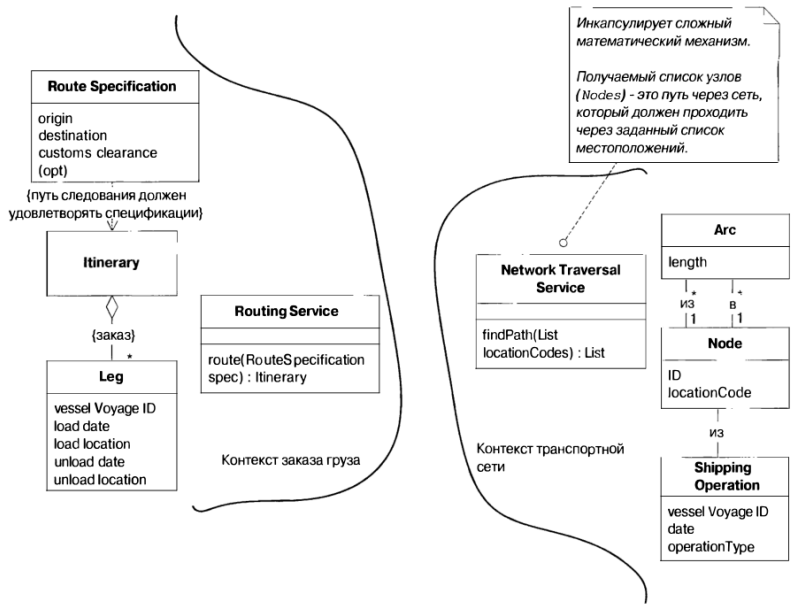 Route Specification
origin
destination
customs clearance
(opt)
{путь следования должен
удовлетворять спецификации}
Itinerary
{заказ}
*
Leg
vessel Voyage ID
load date
load location
unload date
unload location
Routing Service
route(RouteSpecification
spec) : Itinerary
Контекст заказа груза
Инкапсулирует сложный
математический механизм.
Получаемый список узлов
(Nodes) - это путь через сеть,
который должен проходить
через заданный список
местоположений.
Network Traversal
Service
findPath(List
locationCodes) : List
Контекст транспортной
сети
Arc
length
* *
из в
1 1
Node
ID
locationCode
из
Shipping
Operation
vessel Voyage ID
date
operationType